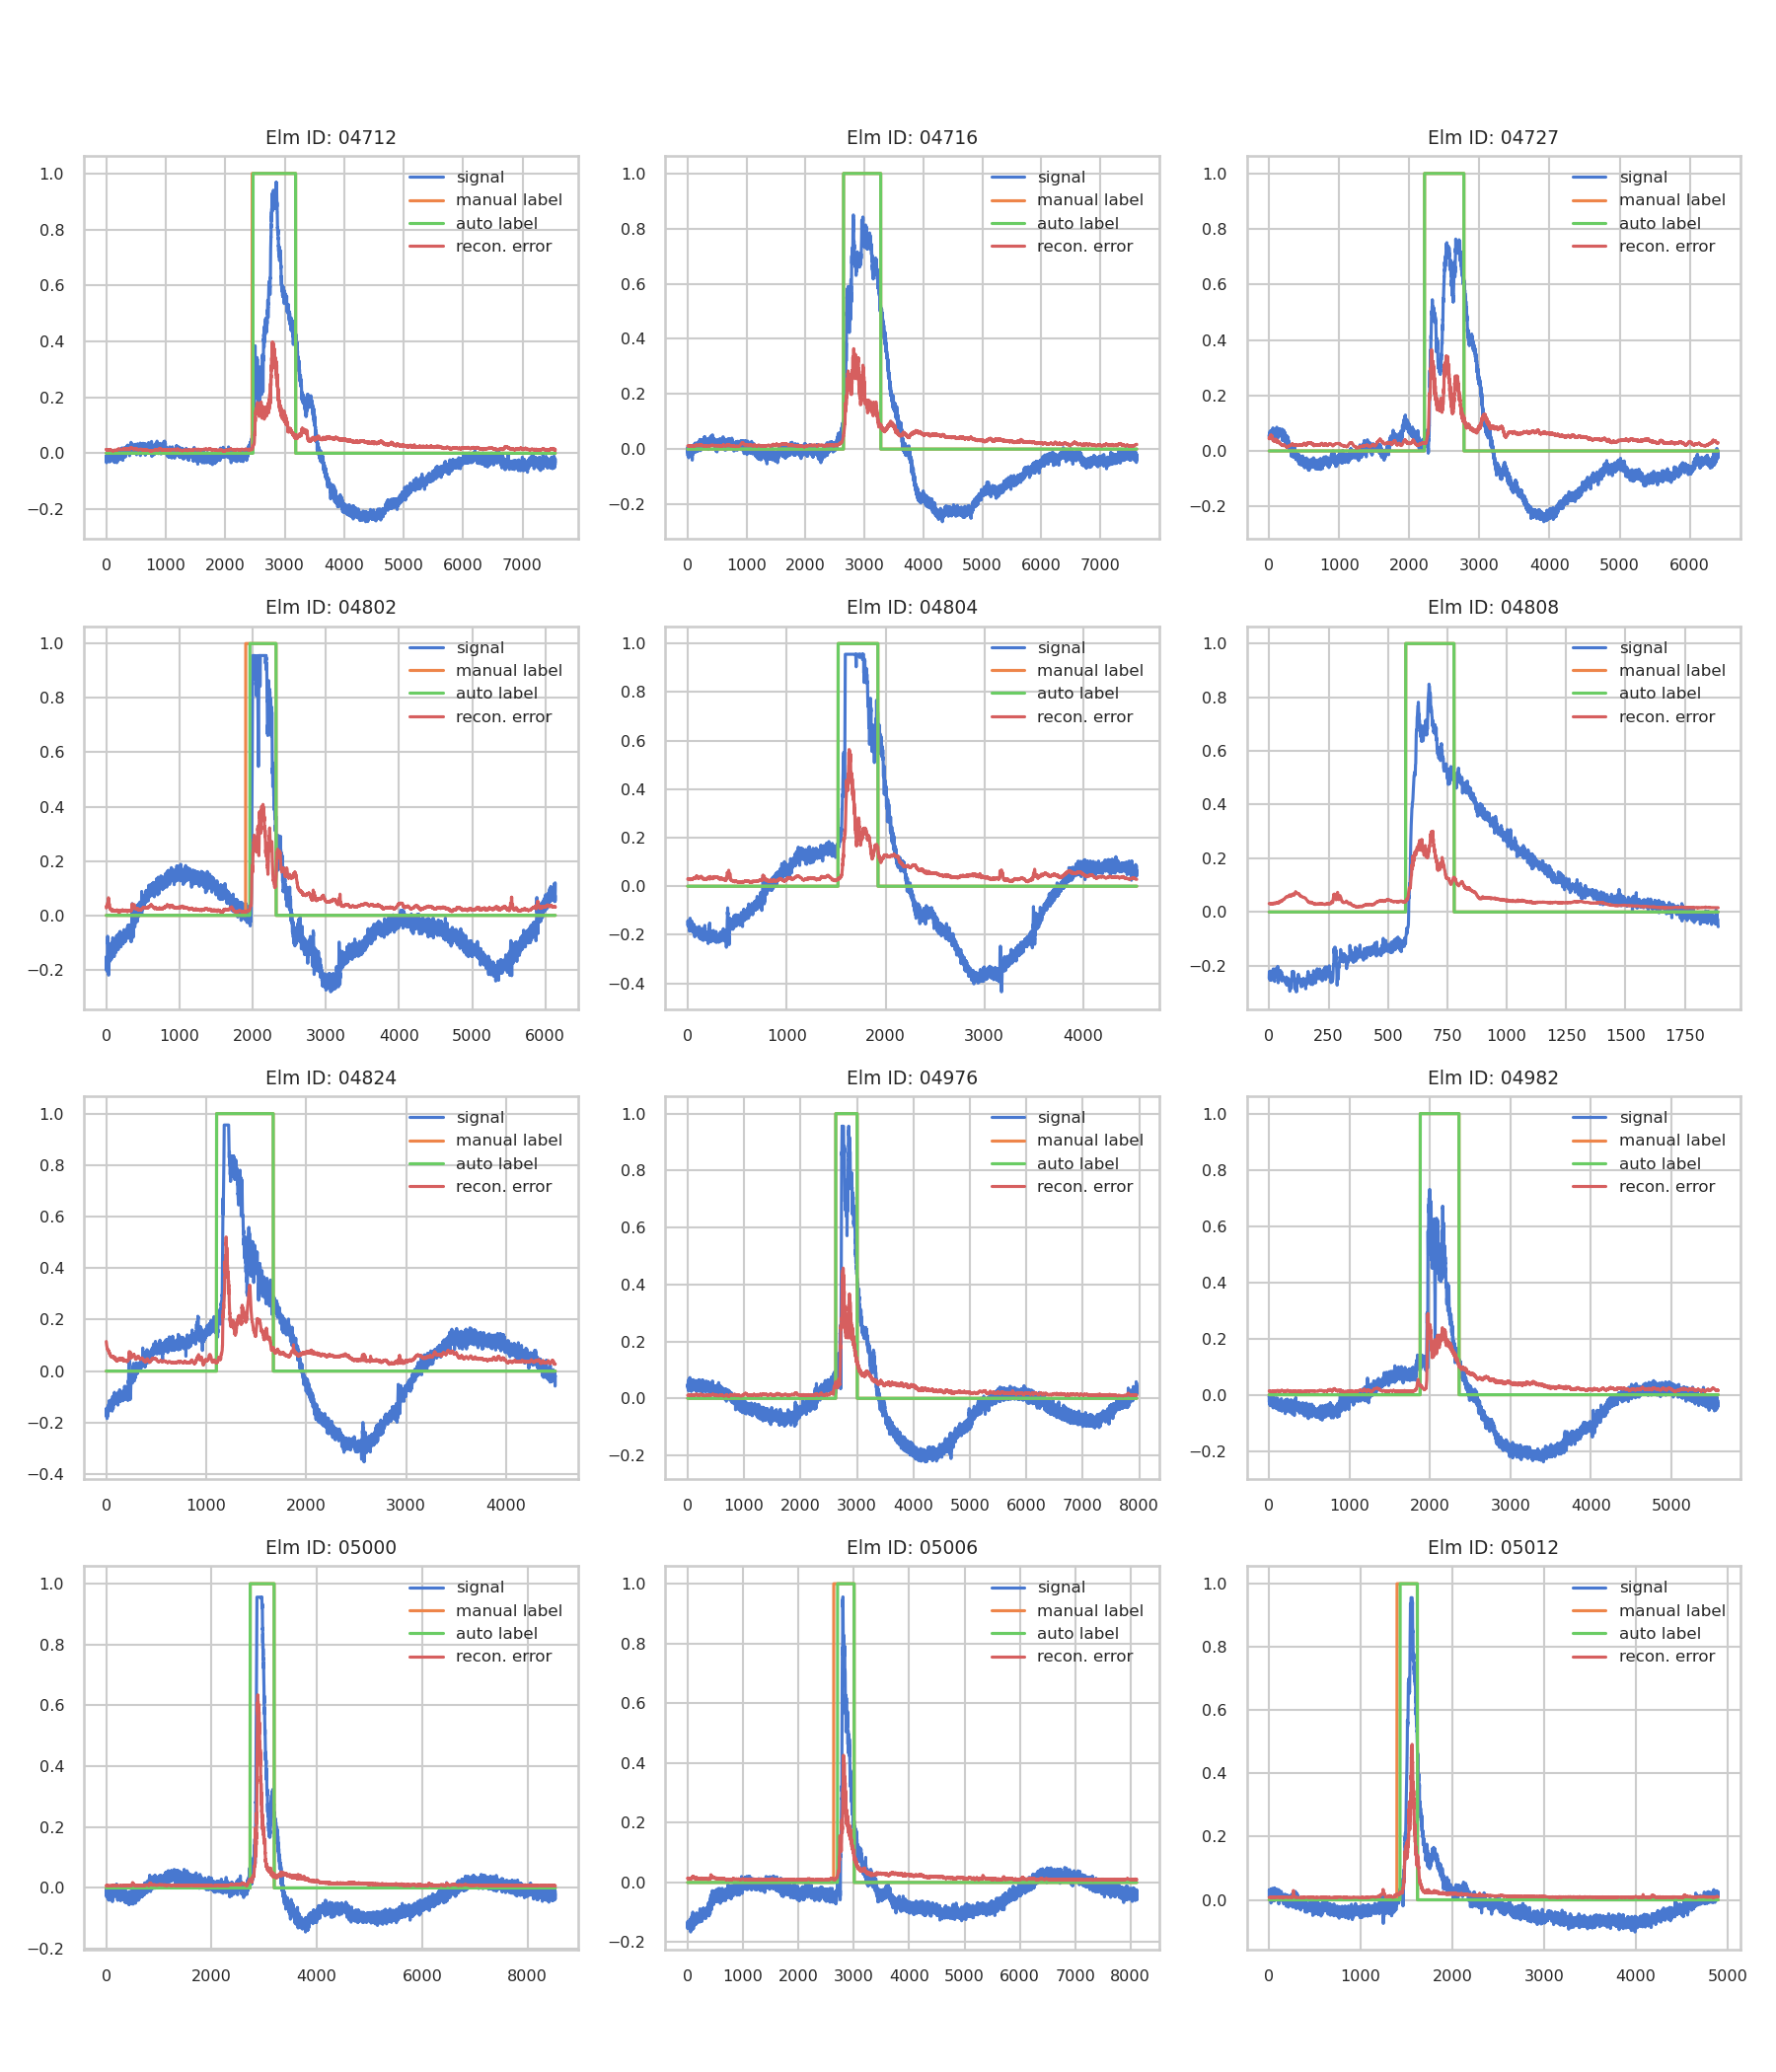 Elm ID: 04712
1.0
0.8
0.6
0.4
0.2
0.0
−0.2
signal
manual label
auto label
recon. error
0 1000 2000 3000 4000 5000 6000 7000
Elm ID: 04716
1.0
0.8
0.6
0.4
0.2
0.0
−0.2
signal
manual label
auto label
recon. error
0 1000 2000 3000 4000 5000 6000 7000
Elm ID: 04727
1.0
0.8
0.6
0.4
0.2
0.0
−0.2
signal
manual label
auto label
recon. error
0 1000 2000 3000 4000 5000 6000
Elm ID: 04802
1.0
0.8
0.6
0.4
0.2
0.0
−0.2
signal
manual label
auto label
recon. error
0 1000 2000 3000 4000 5000 6000
Elm ID: 04804
1.0
0.8
0.6
0.4
0.2
0.0
−0.2
−0.4
signal
manual label
auto label
recon. error
0 1000 2000 3000 4000
Elm ID: 04808
1.0
0.8
0.6
0.4
0.2
0.0
−0.2
signal
manual label
auto label
recon. error
0 250 500 750 1000 1250 1500 1750
Elm ID: 04824
1.0
0.8
0.6
0.4
0.2
0.0
−0.2
−0.4
signal
manual label
auto label
recon. error
0 1000 2000 3000 4000
Elm ID: 04976
1.0
0.8
0.6
0.4
0.2
0.0
−0.2
signal
manual label
auto label
recon. error
0 1000 2000 3000 4000 5000 6000 7000 8000
Elm ID: 04982
1.0
0.8
0.6
0.4
0.2
0.0
−0.2
signal
manual label
auto label
recon. error
0 1000 2000 3000 4000 5000
Elm ID: 05000
1.0
0.8
0.6
0.4
0.2
0.0
−0.2
signal
manual label
auto label
recon. error
0 2000 4000 6000 8000
Elm ID: 05006
1.0
0.8
0.6
0.4
0.2
0.0
−0.2
signal
manual label
auto label
recon. error
0 1000 2000 3000 4000 5000 6000 7000 8000
Elm ID: 05012
1.0
0.8
0.6
0.4
0.2
0.0
signal
manual label
auto label
recon. error
0 1000 2000 3000 4000 5000